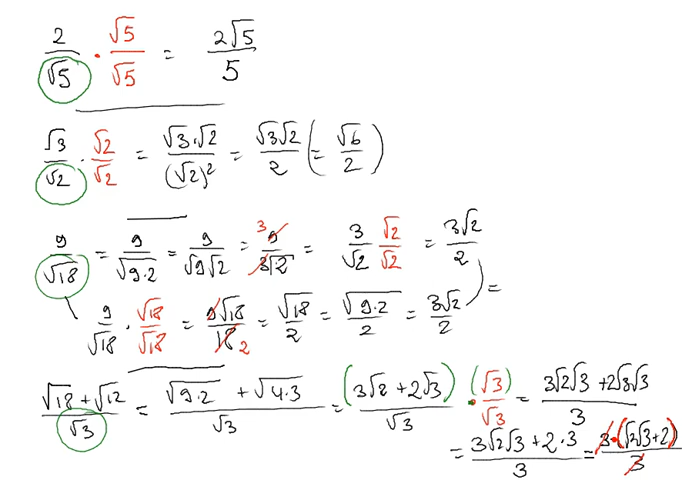 2/√5 · √5/√5 = 2√5/5
√3/√2 · √2/√2 = √3·√2/(√2)² = √3√2/2 (= √6/2)
9/√18 = 9/√9·2 = 9/√9√2 = 3 9/3√2 = 3/√2 √2/√2 = 3√2/2
9/√18 · √18/√18 = 9√18/18 2 = √18/2 = √9·2/2 = 3√2/2 =
√18+√12/√3 = √9·2 + √4·3/√3 = (3√2+2√3)/√3 · (√3/√3) = 3√2√3+2√3√3/3
= 3√2√3+2·3/3 = 3·(√2√3+2)/3